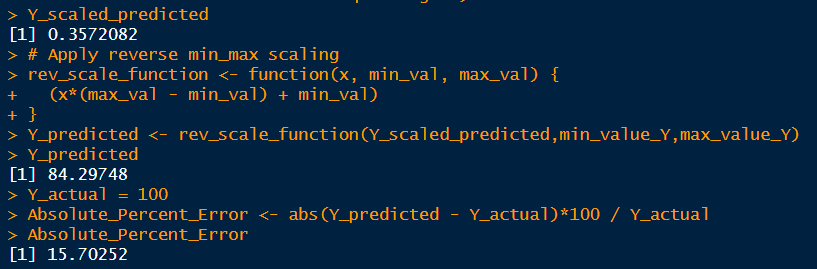 > Y_scaled_predicted
[1] 0.3572082
> # Apply reverse min_max scaling
> rev_scale_function <- function(x, min_val, max_val) {
+   (x*(max_val - min_val) + min_val)
+ }
> Y_predicted <- rev_scale_function(Y_scaled_predicted,min_value_Y,max_value_Y)
> Y_predicted
[1] 84.29748
> Y_actual = 100
> Absolute_Percent_Error <- abs(Y_predicted - Y_actual)*100 / Y_actual
> Absolute_Percent_Error
[1] 15.70252